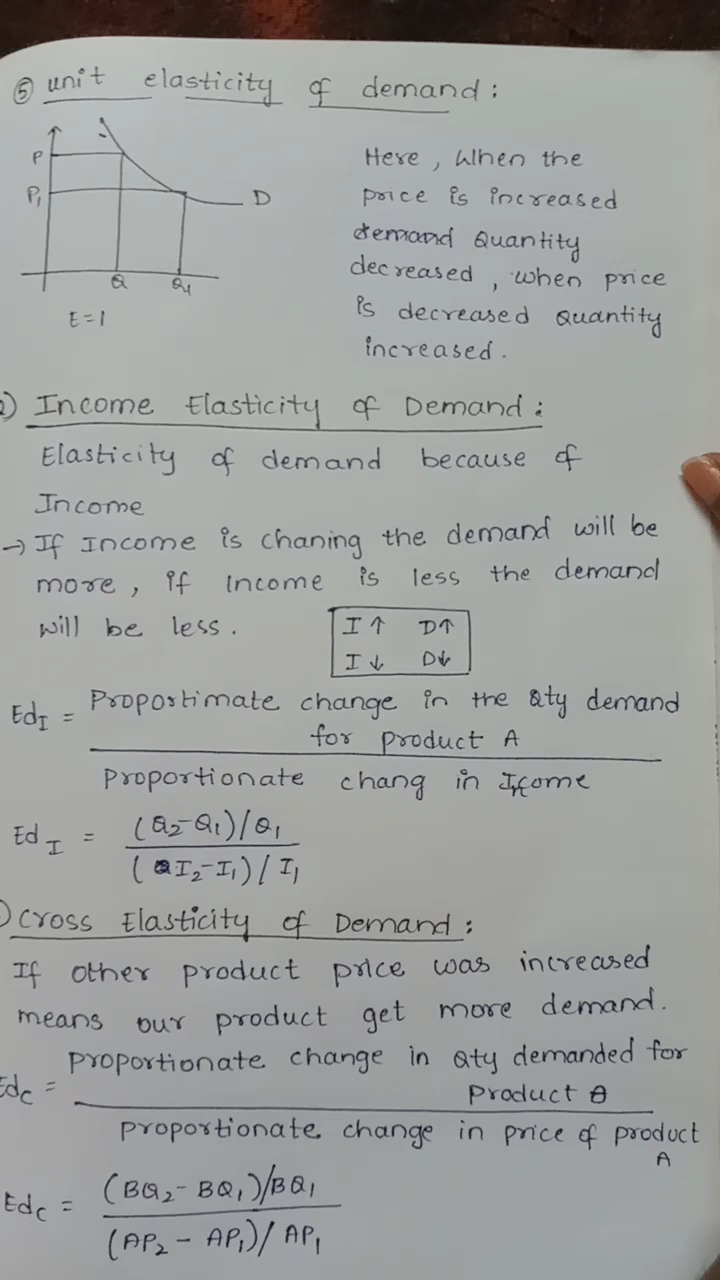 ⑤ unit elasticity of demand :
P
P₁
D
Q
Q₁
E = 1
Here, When the
price is increased
demand Quantity
decreased, when price
is decreased Quantity
increased.
) Income Elasticity of Demand :
Elasticity of demand because of
Income
→ If Income is chaning the demand will be
more, if income is less the demand
will be less.
I ↑ D↑
I ↓ D↓
EdI = Proportimate change in the Qty demand
for product A
Proportionate chang in Income
Ed I = (Q₂-Q₁)/Q₁
(I₂-I₁)/I₁
) Cross Elasticity of Demand :
If other product price was increased
means our product get more demand.
Edc = proportionate change in Qty demanded for
product B
proportionate change in price of product
A
Edc = (BQ₂ - BQ₁)/BQ₁
(AP₂ - AP₁)/AP₁